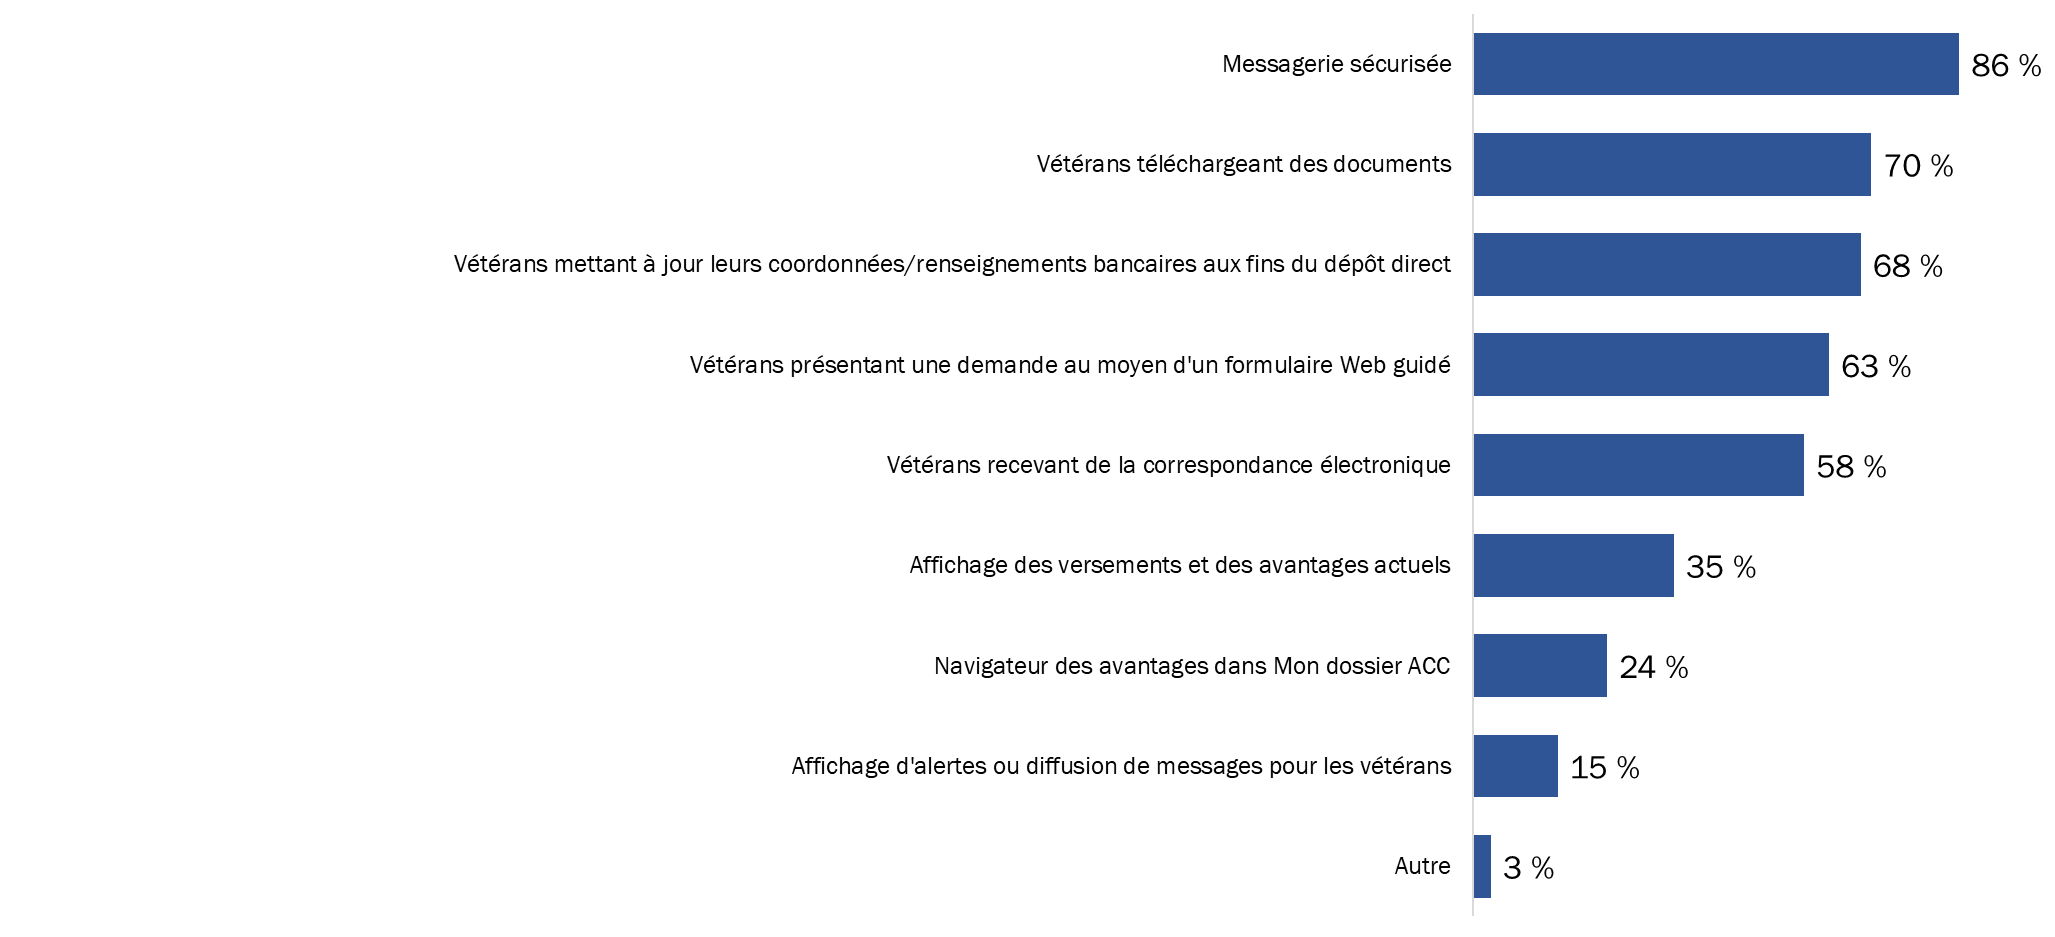 Messagerie sécurisée 86 %
Vétérans téléchargeant des documents 70 %
Vétérans mettant à jour leurs coordonnées/renseignements bancaires aux fins du dépôt direct 68 %
Vétérans présentant une demande au moyen d'un formulaire Web guidé 63 %
Vétérans recevant de la correspondance électronique 58 %
Affichage des versements et des avantages actuels 35 %
Navigateur des avantages dans Mon dossier ACC 24 %
Affichage d'alertes ou diffusion de messages pour les vétérans 15 %
Autre 3 %